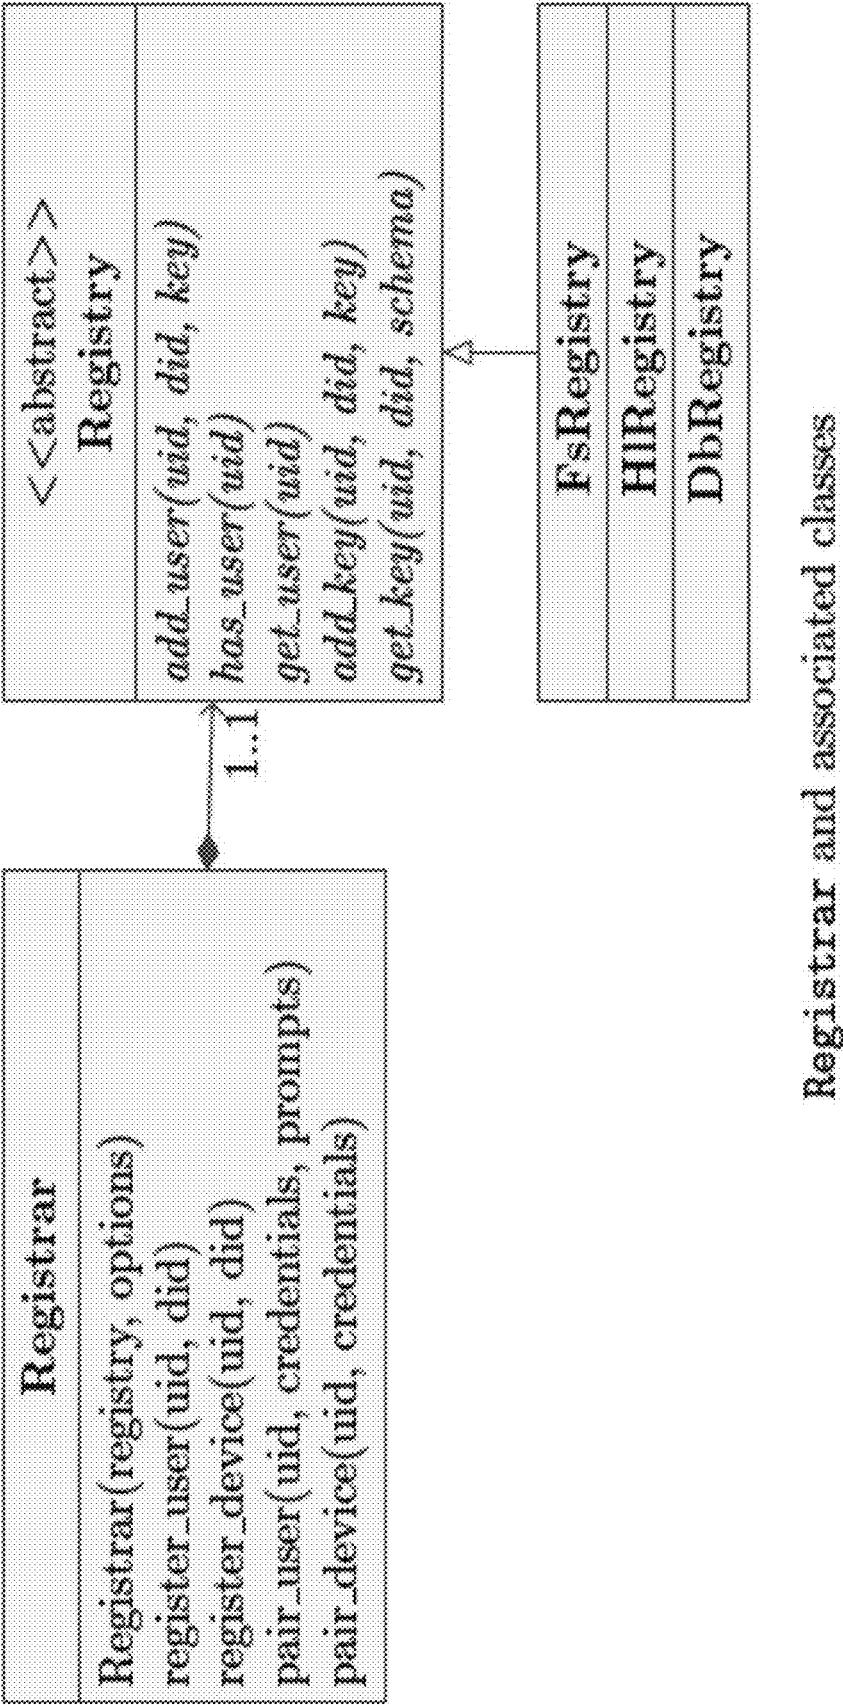 Registrar
Registrar(registry, options)
register_user(uid, did)
register_device(uid, did)
pair_user(uid, credentials, prompts)
pair_device(uid, credentials)
1..1
<<abstract>>
Registry
add_user(uid, did, key)
has_user(uid)
get_user(uid)
add_key(uid, did, key)
get_key(uid, did, schema)
FsRegistry
HlRegistry
DbRegistry
Registrar and associated classes